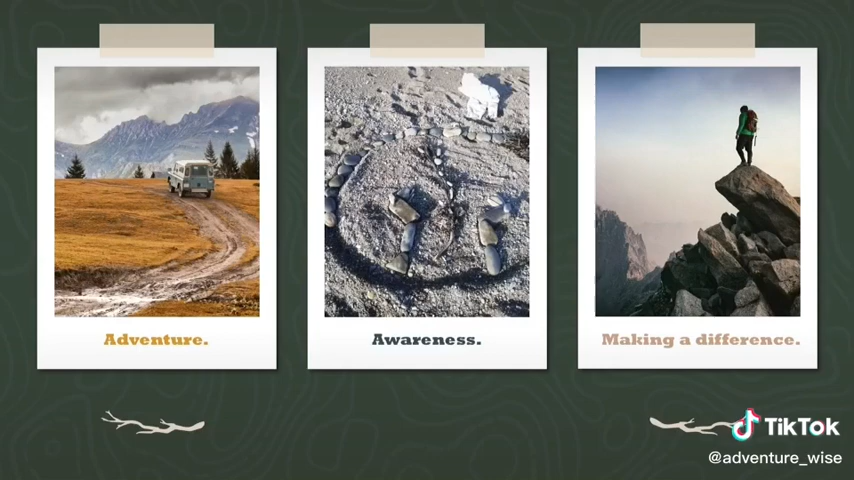 Adventure.
Awareness.
Making a difference.
TikTok
@adventure_wise